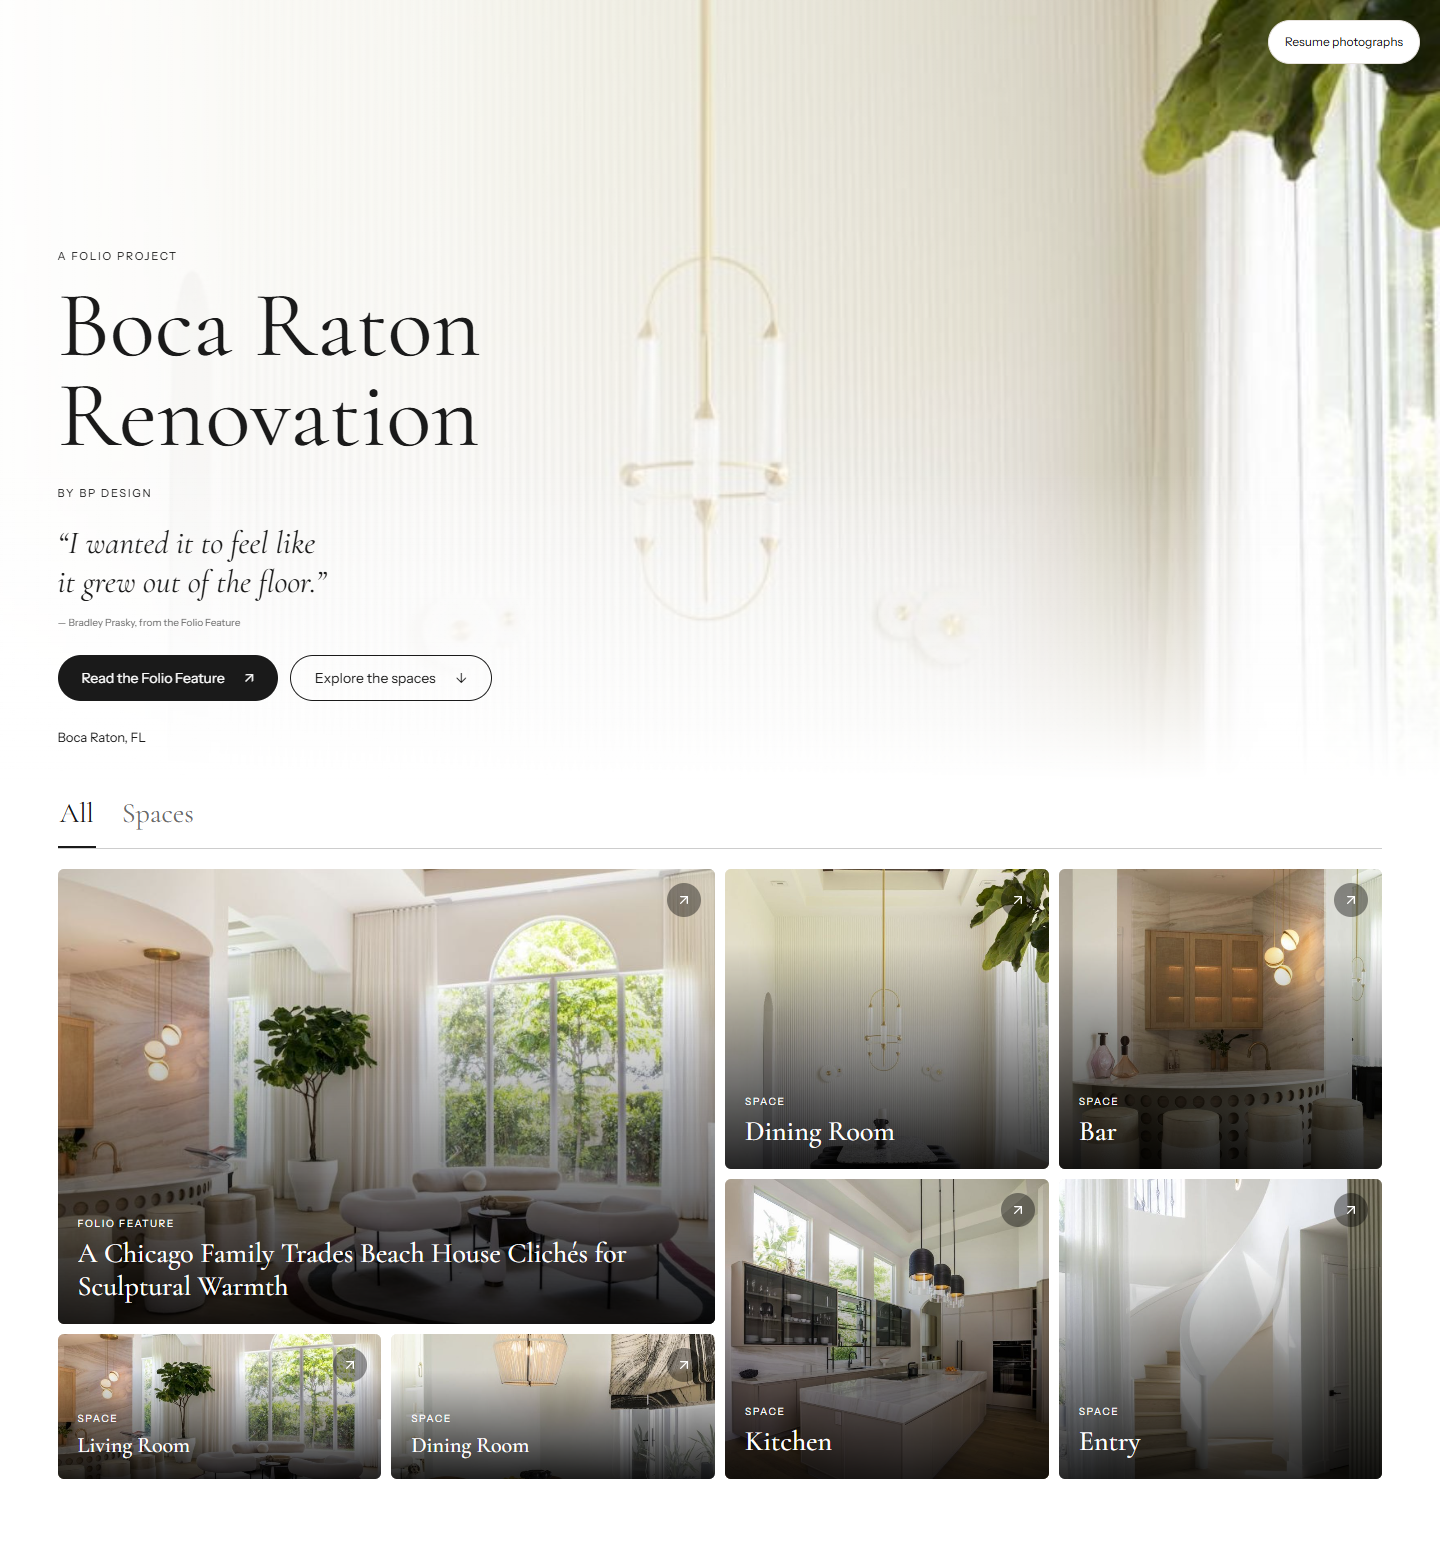 Resume photographs
A FOLIO PROJECT
Boca Raton
Renovation
BY BP DESIGN
“I wanted it to feel like
it grew out of the floor.”
— Bradley Prasky, from the Folio Feature
Read the Folio Feature
Explore the spaces
Boca Raton, FL
All
Spaces
FOLIO FEATURE
A Chicago Family Trades Beach House Clichés for
Sculptural Warmth
SPACE
Dining Room
SPACE
Bar
SPACE
Living Room
SPACE
Dining Room
SPACE
Kitchen
SPACE
Entry